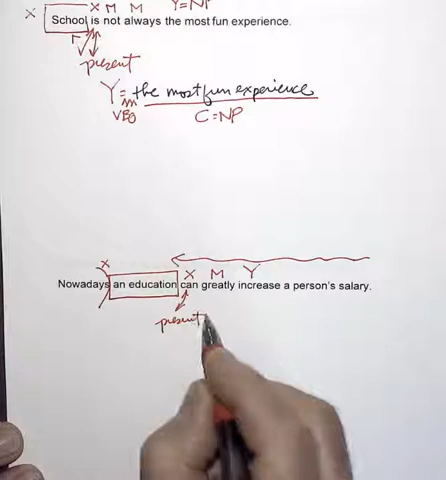 X X M M Y=NP
School is not always the most fun experience.
present
Y= the most fun experience
C=NP
X X M Y
Nowadays an education can greatly increase a person's salary.
present